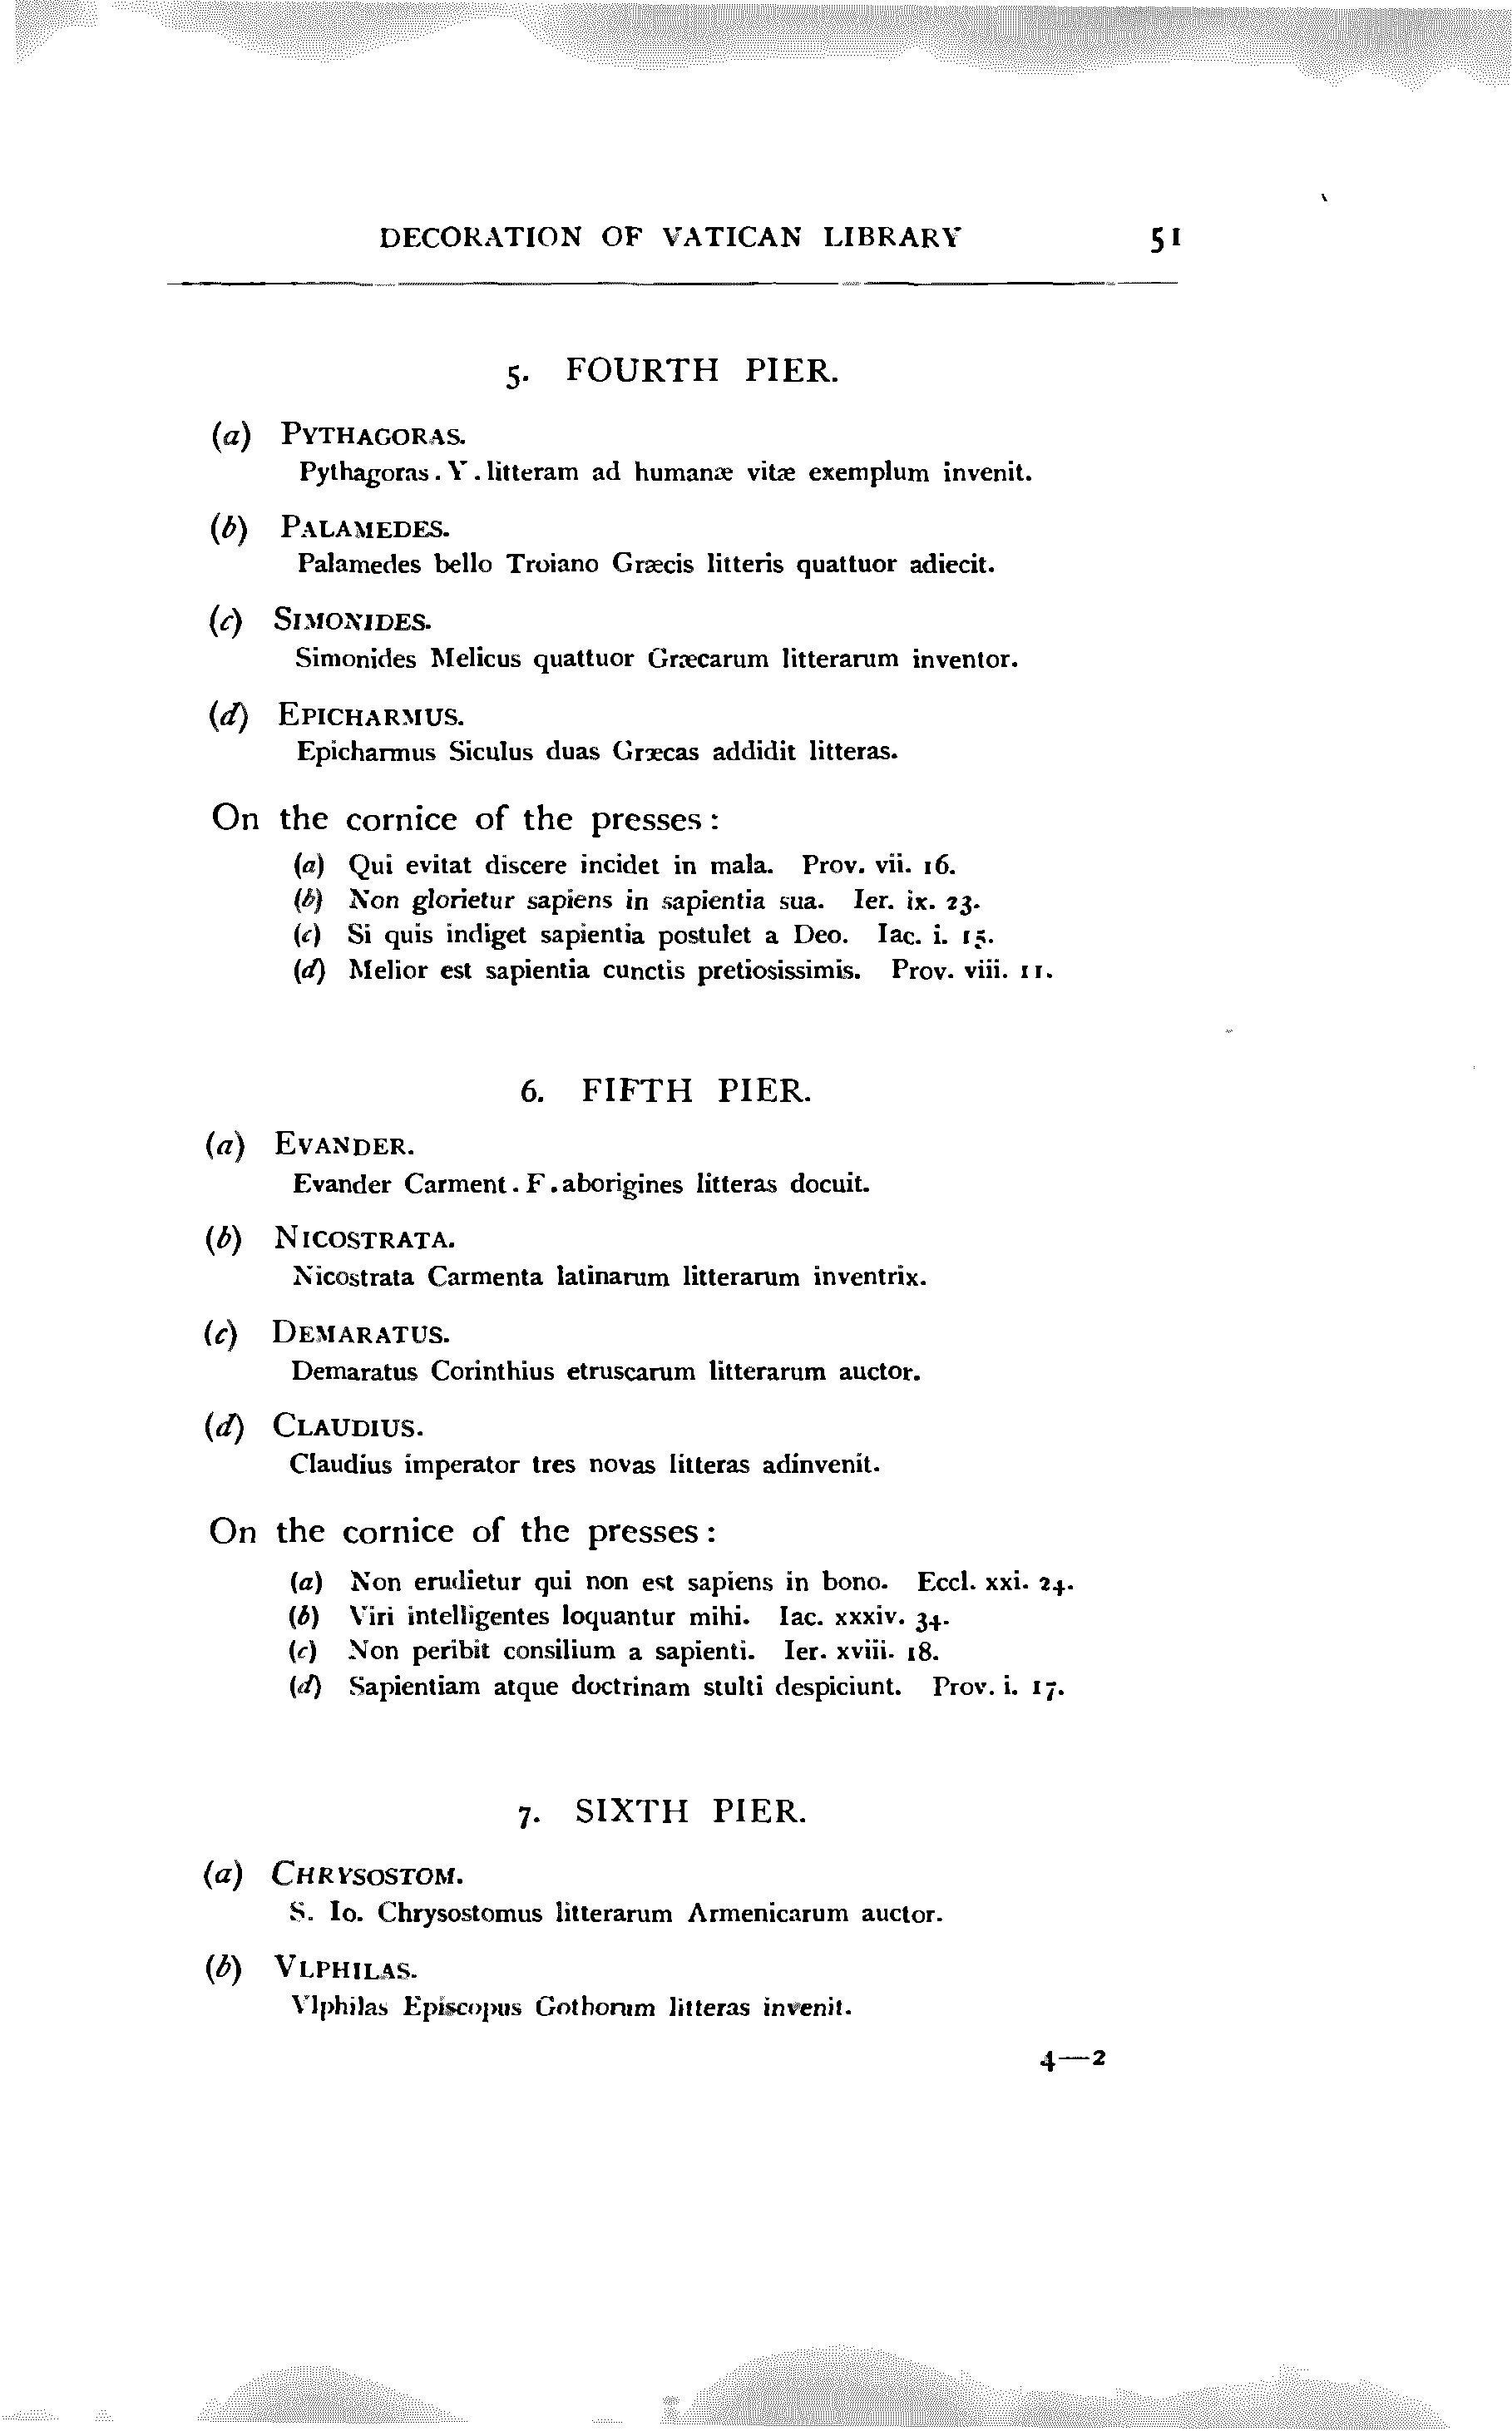 DECORATION OF VATICAN LIBRARY 51
5. FOURTH PIER.
(a) PYTHAGORAS.
Pythagoras . Y . litteram ad humanæ vitæ exemplum invenit.
(b) PALAMEDES.
Palamedes bello Troiano Græcis litteris quattuor adiecit.
(c) SIMONIDES.
Simonides Melicus quattuor Græcarum litterarum inventor.
(d) EPICHARMUS.
Epicharmus Siculus duas Græcas addidit litteras.
On the cornice of the presses :
(a) Qui evitat discere incidet in mala. Prov. vii. 16.
(b) Non glorietur sapiens in sapientia sua. Ier. ix. 23.
(c) Si quis indiget sapientia postulet a Deo. Iac. i. 15.
(d) Melior est sapientia cunctis pretiosissimis. Prov. viii. 11.
6. FIFTH PIER.
(a) EVANDER.
Evander Carment . F . aborigines litteras docuit.
(b) NICOSTRATA.
Nicostrata Carmenta latinarum litterarum inventrix.
(c) DEMARATUS.
Demaratus Corinthius etruscarum litterarum auctor.
(d) CLAUDIUS.
Claudius imperator tres novas litteras adinvenit.
On the cornice of the presses :
(a) Non erudietur qui non est sapiens in bono. Eccl. xxi. 24.
(b) Viri intelligentes loquantur mihi. Iac. xxxiv. 34.
(c) Non peribit consilium a sapienti. Ier. xviii. 18.
(d) Sapientiam atque doctrinam stulti despiciunt. Prov. i. 17.
7. SIXTH PIER.
(a) CHRYSOSTOM.
S. Io. Chrysostomus litterarum Armenicarum auctor.
(b) VLPHILAS.
Vlphilas Episcopus Gothorum litteras invenit.
4—2